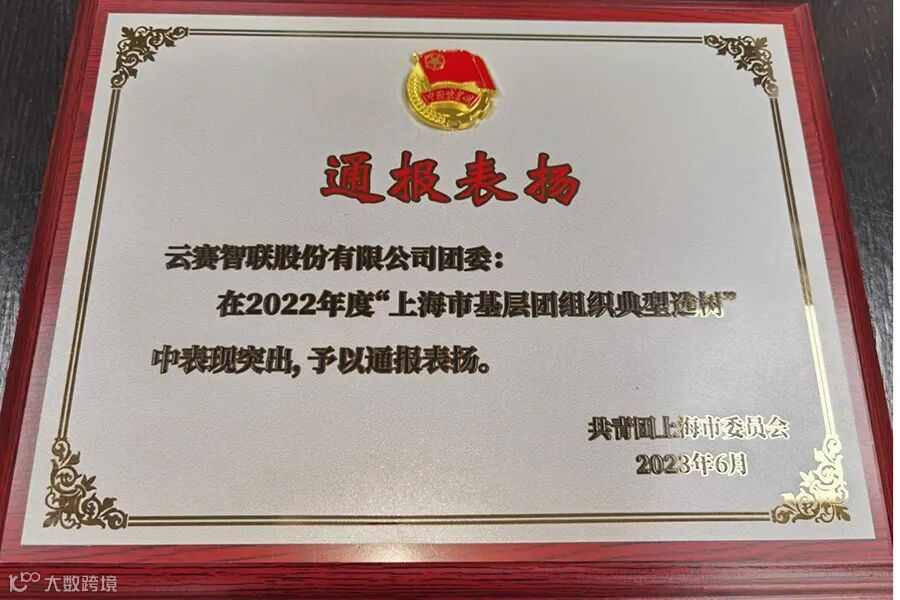 中国共青团
通报表扬
云赛智联股份有限公司团委：
在2022年度“上海市基层团组织典型选树”
中表现突出，予以通报表扬。
共青团上海市委员会
2023年6月
大数跨境